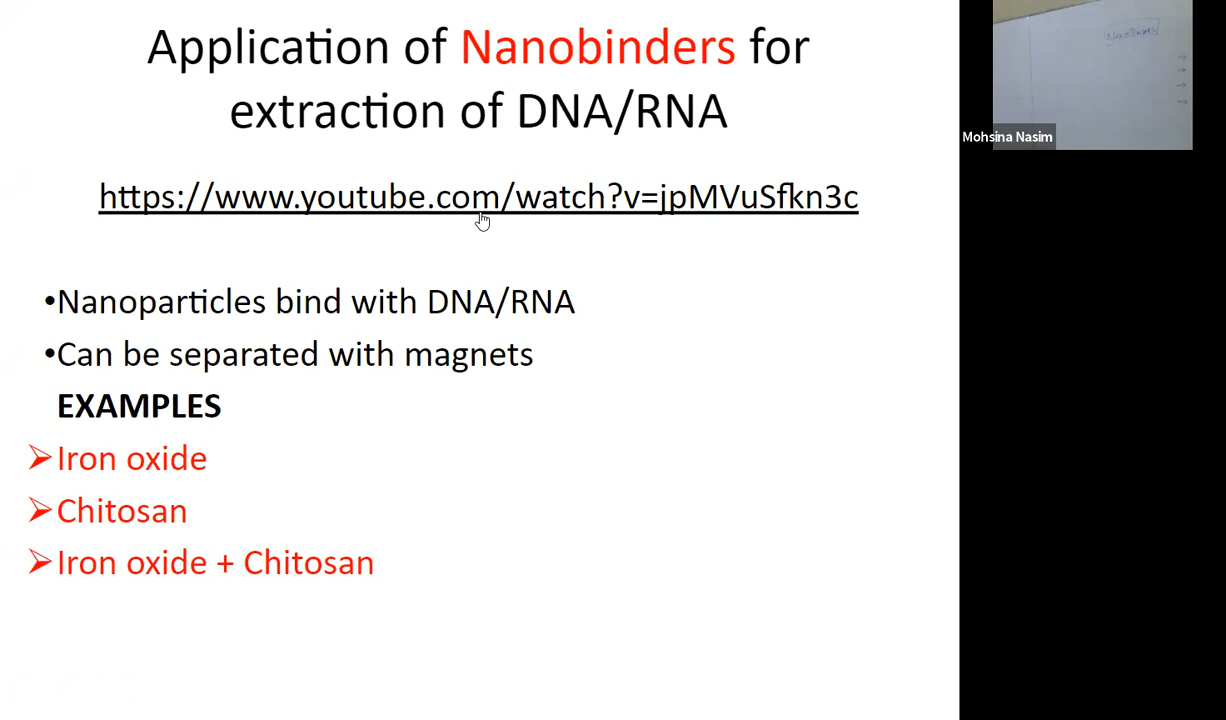 Application of Nanobinders for
extraction of DNA/RNA
https://www.youtube.com/watch?v=jpMVuSfkn3c
•Nanoparticles bind with DNA/RNA
•Can be separated with magnets
EXAMPLES
➢Iron oxide
➢Chitosan
➢Iron oxide + Chitosan
Mohsina Nasim